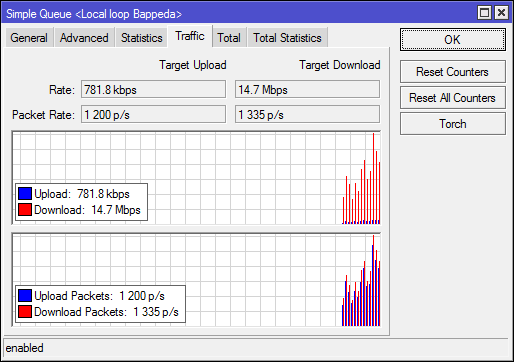 Simple Queue <Local loop Bappeda>
General Advanced Statistics Traffic Total Total Statistics
OK
Target Upload Target Download
Rate: 781.8 kbps 14.7 Mbps
Reset Counters
Packet Rate: 1 200 p/s 1 335 p/s
Reset All Counters
Torch
Upload: 781.8 kbps
Download: 14.7 Mbps
Upload Packets: 1 200 p/s
Download Packets: 1 335 p/s
enabled